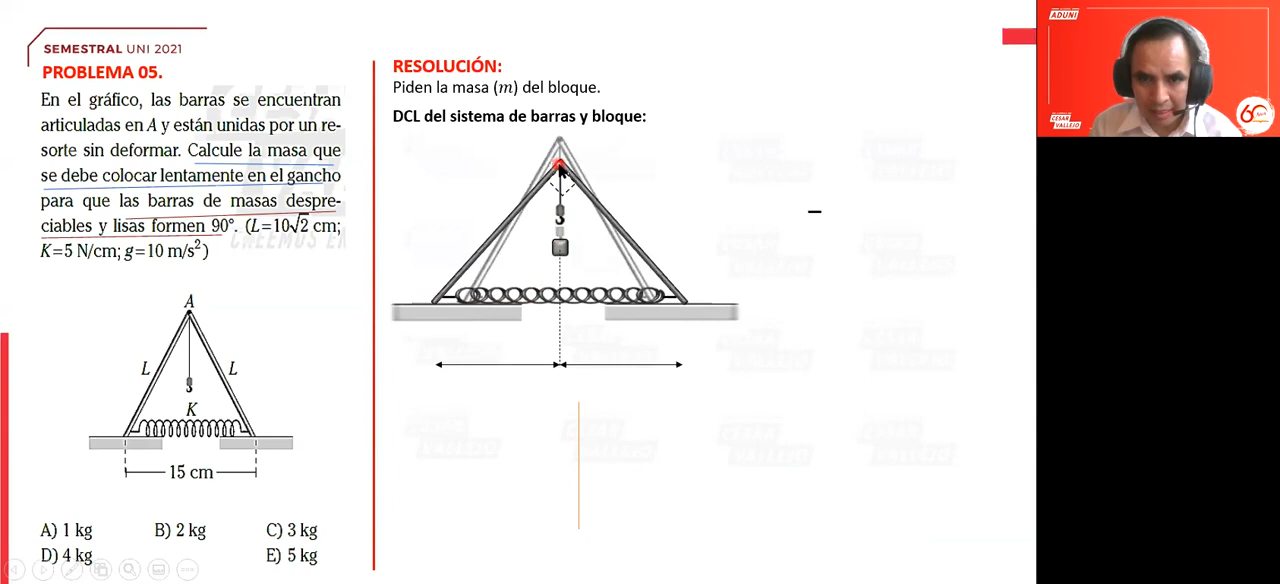 SEMESTRAL UNI 2021
PROBLEMA 05.
En el gráfico, las barras se encuentran
articuladas en A y están unidas por un re-
sorte sin deformar. Calcule la masa que
se debe colocar lentamente en el gancho
para que las barras de masas despre-
ciables y lisas formen 90°. (L=10√2 cm;
K=5 N/cm; g=10 m/s²)
A
L
L
K
15 cm
A) 1 kg
B) 2 kg
C) 3 kg
D) 4 kg
E) 5 kg
RESOLUCIÓN:
Piden la masa (m) del bloque.
DCL del sistema de barras y bloque:
ADUNI
CESAR
VALLEJO
60